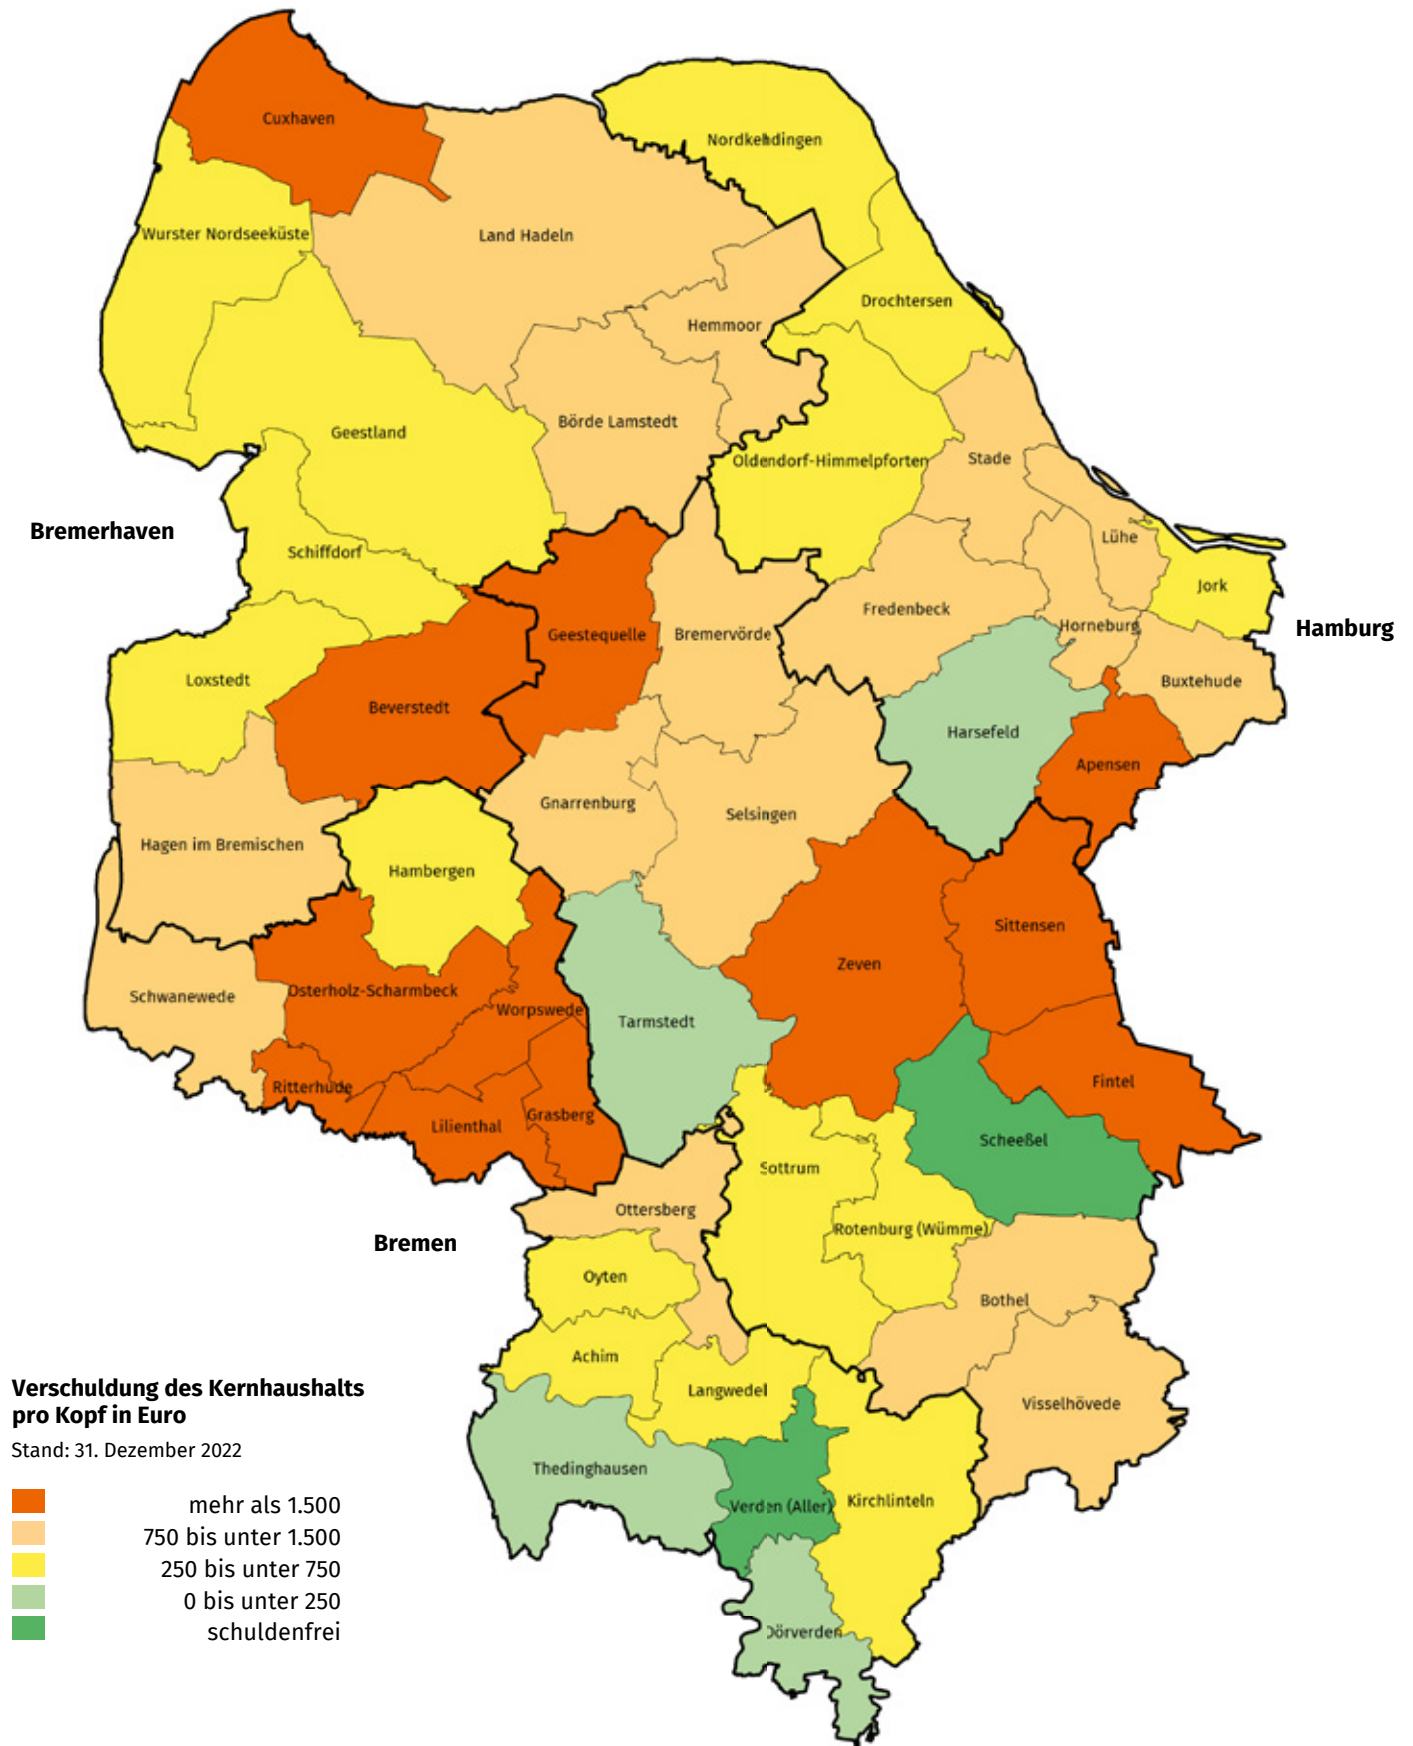 Cuxhaven
Nordkehdingen
Wurster Nordseeküste
Land Hadeln
Drochtersen
Hemmoor
Börde Lamstedt
Geestland
Oldendorf-Himmelpforten
Stade
Bremerhaven
Schiffdorf
Lühe
Jork
Geestequelle
Bremervörde
Fredenbeck
Horneburg
Hamburg
Loxstedt
Beverstedt
Buxtehude
Harsefeld
Apensen
Gnarrenburg
Selsingen
Hagen im Bremischen
Hambergen
Sittensen
Zeven
Schwanewede
Osterholz-Scharmbeck
Worpswede
Tarmstedt
Ritterhude
Fintel
Lilienthal
Grasberg
Scheeßel
Sottrum
Ottersberg
Rotenburg (Wümme)
Bremen
Oyten
Bothel
Achim
Langwedel
Visselhövede
Thedinghausen
Verden (Aller)
Kirchlinteln
Dörverden
Verschuldung des Kernhaushalts
pro Kopf in Euro
Stand: 31. Dezember 2022
mehr als 1.500
750 bis unter 1.500
250 bis unter 750
0 bis unter 250
schuldenfrei